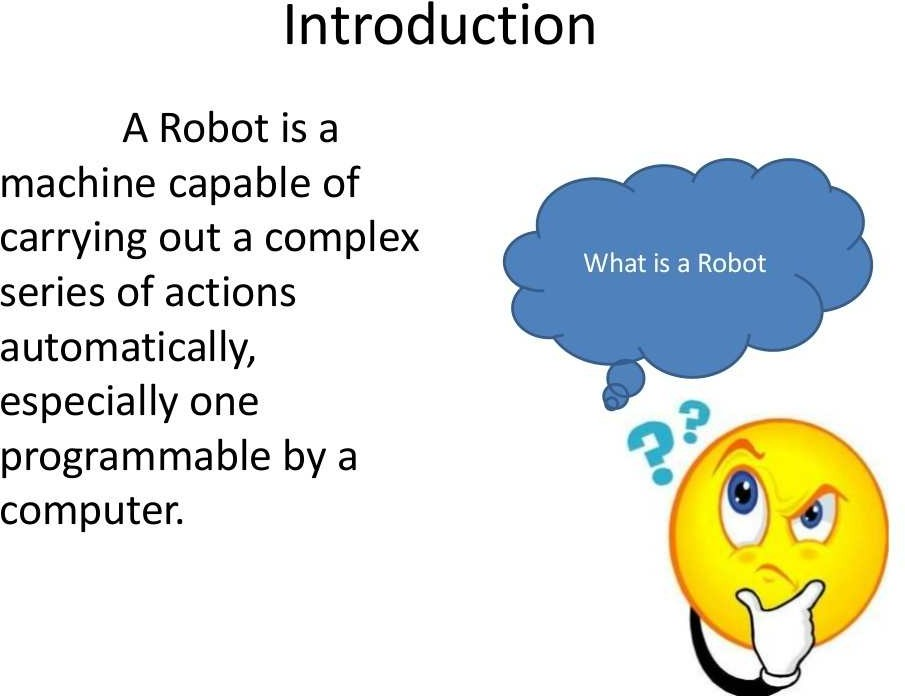 Introduction
A Robot is a
machine capable of
carrying out a complex
series of actions
automatically,
especially one
programmable by a
computer.
What is a Robot
? ?